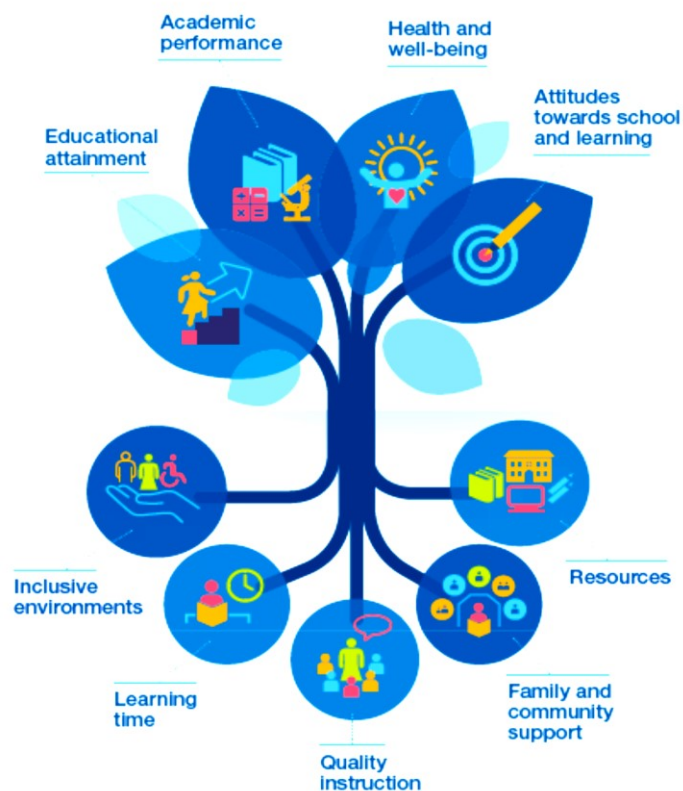 Academic
performance
Health and
well-being
Attitudes
towards school
and learning
Educational
attainment
Inclusive
environments
Resources
Learning
time
Family and
community
support
Quality
instruction